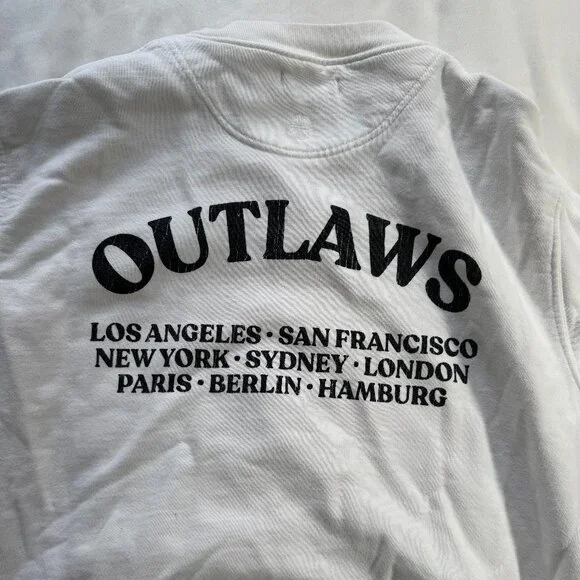 OUTLAWS
LOS ANGELES · SAN FRANCISCO
NEW YORK · SYDNEY · LONDON
PARIS · BERLIN · HAMBURG